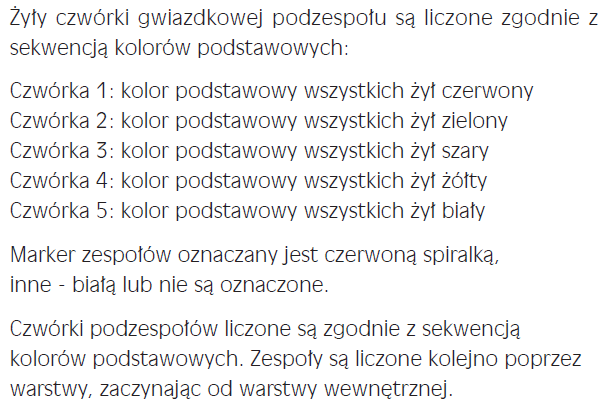 Żyły czwórki gwiazdkowej podzespołu są liczone zgodnie z
sekwencją kolorów podstawowych:
Czwórka 1: kolor podstawowy wszystkich żył czerwony
Czwórka 2: kolor podstawowy wszystkich żył zielony
Czwórka 3: kolor podstawowy wszystkich żył szary
Czwórka 4: kolor podstawowy wszystkich żył żółty
Czwórka 5: kolor podstawowy wszystkich żył biały
Marker zespołów oznaczany jest czerwoną spiralką,
inne - białą lub nie są oznaczone.
Czwórki podzespołów liczone są zgodnie z sekwencją
kolorów podstawowych. Zespoły są liczone kolejno poprzez
warstwy, zaczynając od warstwy wewnętrznej.